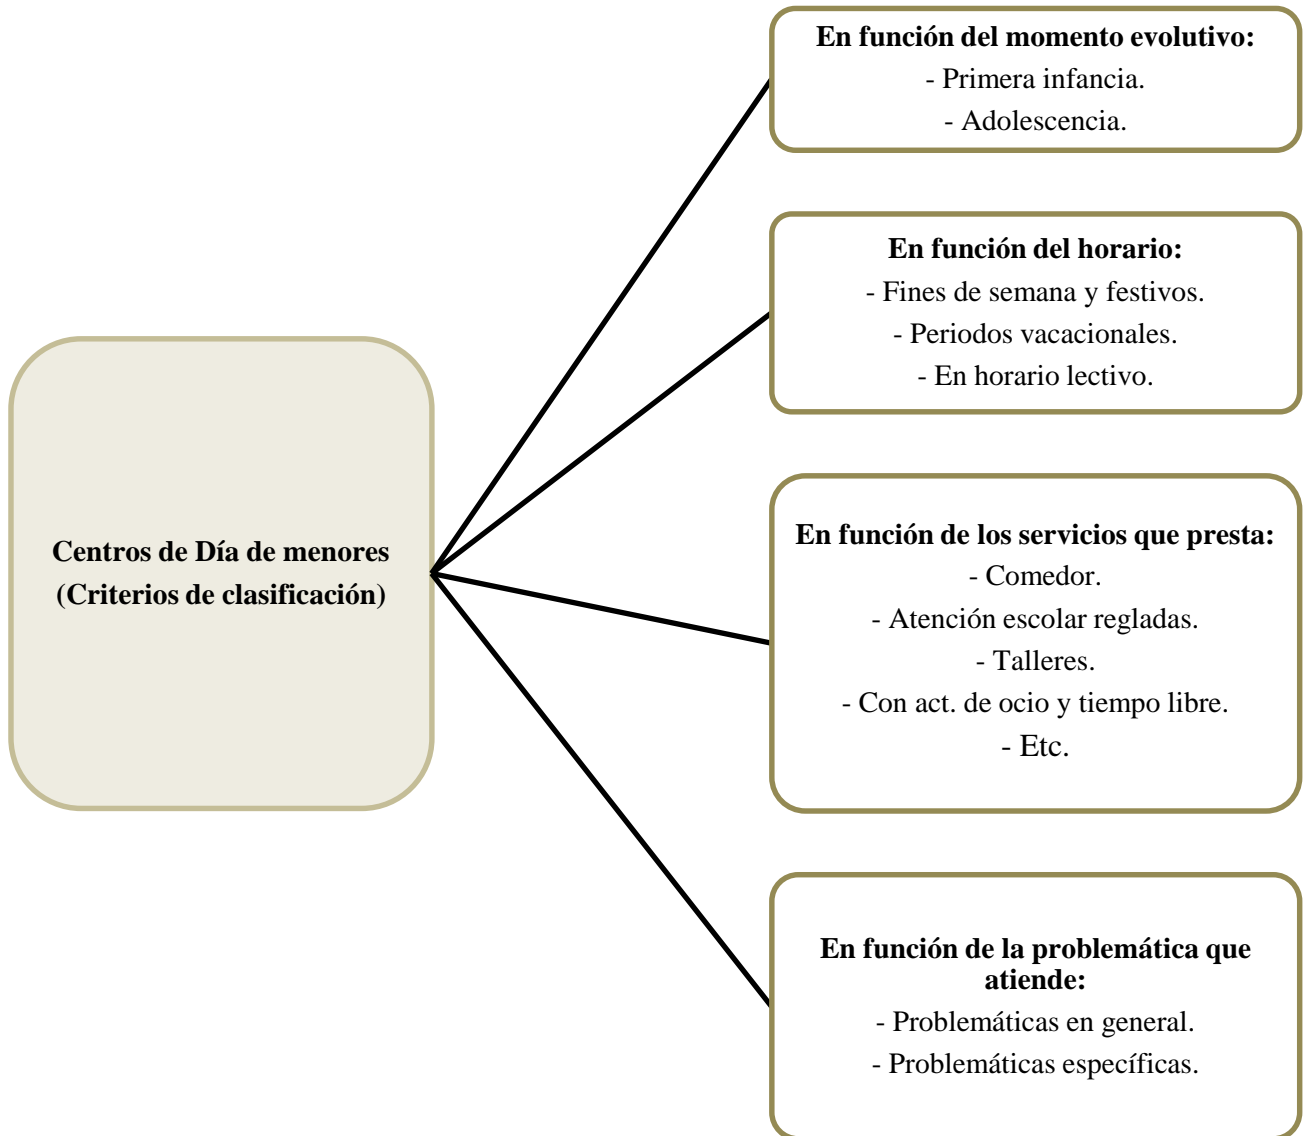 En función del momento evolutivo:
- Primera infancia.
- Adolescencia.
En función del horario:
- Fines de semana y festivos.
- Periodos vacacionales.
- En horario lectivo.
Centros de Día de menores
(Criterios de clasificación)
En función de los servicios que presta:
- Comedor.
- Atención escolar regladas.
- Talleres.
- Con act. de ocio y tiempo libre.
- Etc.
En función de la problemática que
atiende:
- Problemáticas en general.
- Problemáticas específicas.